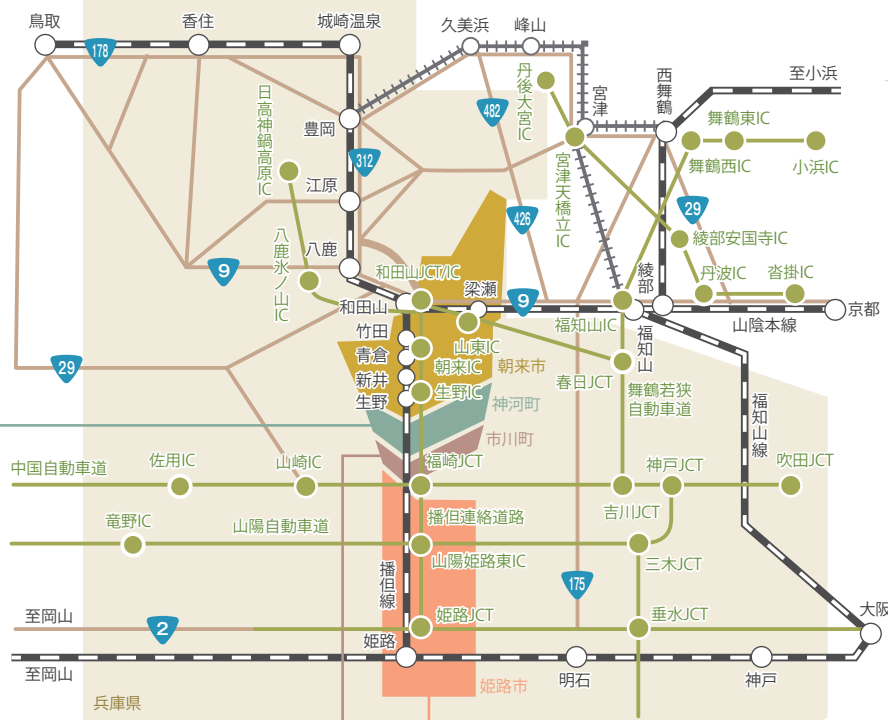 鳥取
香住
城崎温泉
久美浜
峰山
178
日高神鍋高原IC
豊岡
312
482
丹後大宮IC
宮津
西舞鶴
至小浜
舞鶴東IC
舞鶴西IC
小浜IC
宮津天橋立IC
江原
426
29
綾部安国寺IC
八鹿
八鹿氷ノ山IC
9
和田山JCT/IC
梁瀬
9
綾部
丹波IC
沓掛IC
和田山
京都
山陰本線
福知山IC
福知山
竹田
山東IC
青倉
朝来IC
朝来市
春日JCT
29
新井
生野IC
生野
舞鶴若狭
自動車道
神河町
福知山線
市川町
中国自動車道
佐用IC
山崎IC
福崎JCT
神戸JCT
吹田JCT
吉川JCT
竜野IC
山陽自動車道
播但連絡道路
山陽姫路東IC
三木JCT
播但線
175
至岡山
2
姫路JCT
垂水JCT
大阪
姫路
至岡山
姫路市
明石
神戸
兵庫県